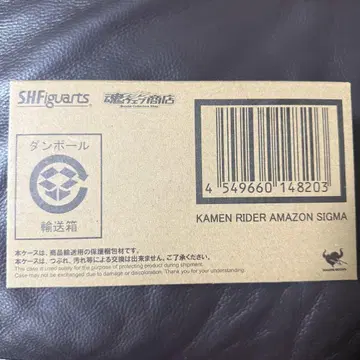 S.H.Figuarts
魂ウェブ商店
ダンボール
輸送箱
4 549660 148203
KAMEN RIDER AMAZON SIGMA
本ケースは、商品輸送用の保護梱包材です。
本ケースは、つぶれ、汚れ等による交換は出来ません。ご了承ください。
This case is used solely for the purpose of protecting product during shipment.
Case may not be exchanged due to damage or discoloration. Thank you for your understanding.